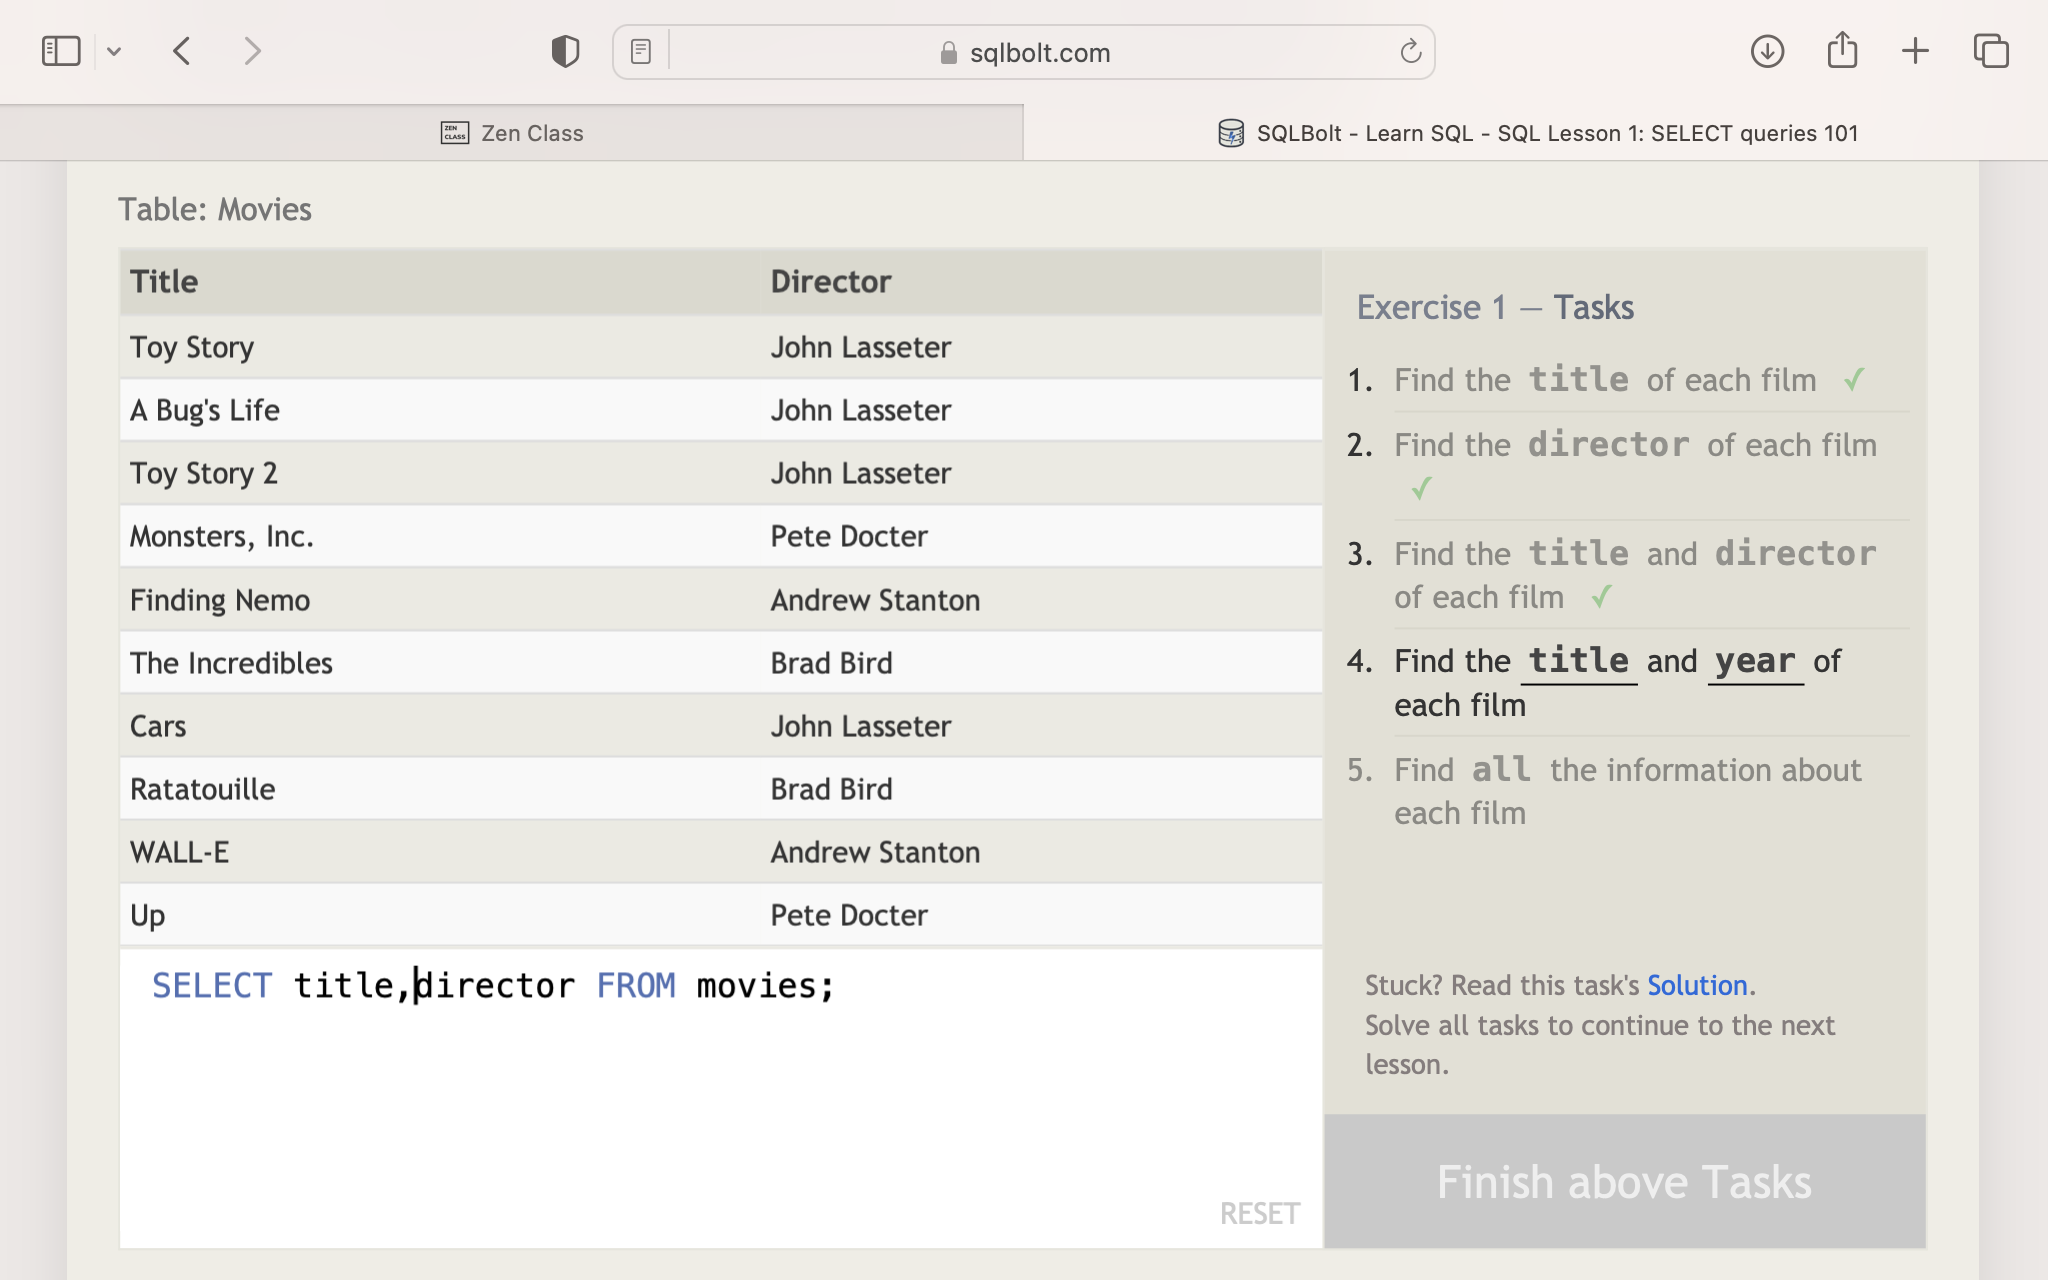 sqlbolt.com
ZEN CLASS Zen Class
SQLBolt - Learn SQL - SQL Lesson 1: SELECT queries 101
Table: Movies
Title Director
Toy Story John Lasseter
A Bug's Life John Lasseter
Toy Story 2 John Lasseter
Monsters, Inc. Pete Docter
Finding Nemo Andrew Stanton
The Incredibles Brad Bird
Cars John Lasseter
Ratatouille Brad Bird
WALL-E Andrew Stanton
Up Pete Docter
SELECT title,director FROM movies;
RESET
Exercise 1 — Tasks
1. Find the title of each film ✓
2. Find the director of each film
✓
3. Find the title and director
of each film ✓
4. Find the title and year of
each film
5. Find all the information about
each film
Stuck? Read this task's Solution.
Solve all tasks to continue to the next
lesson.
Finish above Tasks